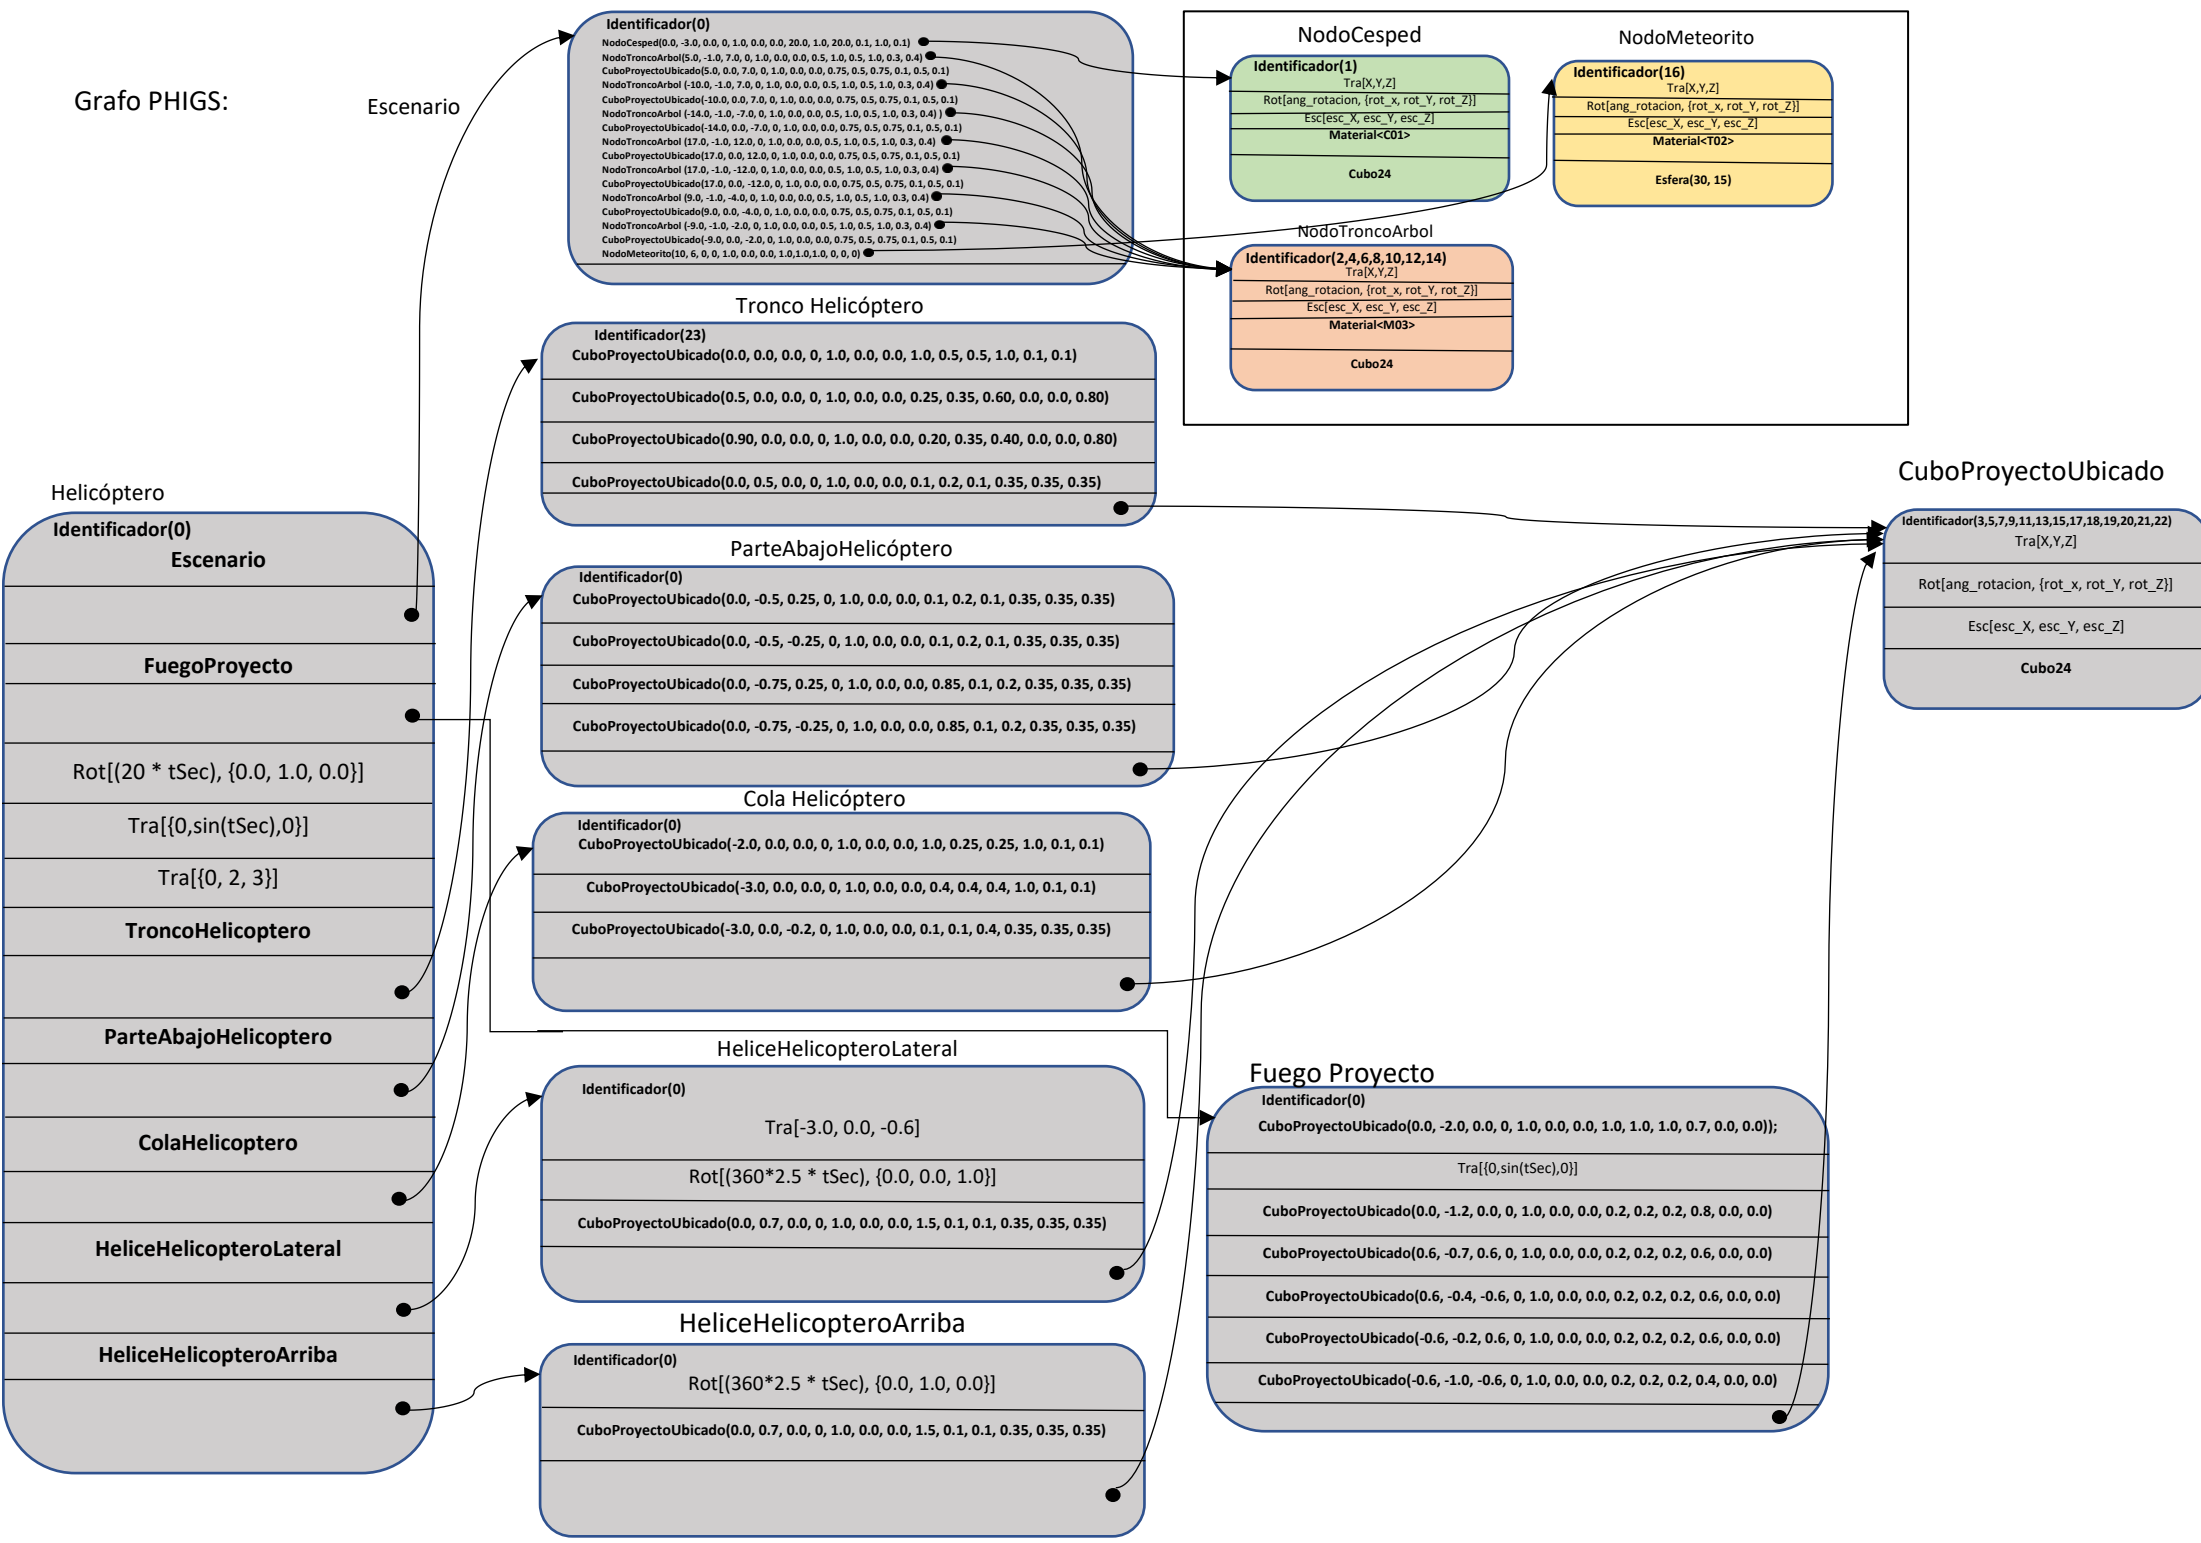 Grafo PHIGS:
Escenario
Identificador(0)
NodoCesped(0.0, -3.0, 0.0, 0, 1.0, 0.0, 0.0, 20.0, 1.0, 20.0, 0.1, 1.0, 0.1)
NodoTroncoArbol(5.0, -1.0, 7.0, 0, 1.0, 0.0, 0.0, 0.5, 1.0, 0.5, 1.0, 0.3, 0.4)
CuboProyectoUbicado(5.0, 0.0, 7.0, 0, 1.0, 0.0, 0.0, 0.75, 0.5, 0.75, 0.1, 0.5, 0.1)
NodoTroncoArbol (-10.0, -1.0, 7.0, 0, 1.0, 0.0, 0.0, 0.5, 1.0, 0.5, 1.0, 0.3, 0.4)
CuboProyectoUbicado(-10.0, 0.0, 7.0, 0, 1.0, 0.0, 0.0, 0.75, 0.5, 0.75, 0.1, 0.5, 0.1)
NodoTroncoArbol (-14.0, -1.0, -7.0, 0, 1.0, 0.0, 0.0, 0.5, 1.0, 0.5, 1.0, 0.3, 0.4) )
CuboProyectoUbicado(-14.0, 0.0, -7.0, 0, 1.0, 0.0, 0.0, 0.75, 0.5, 0.75, 0.1, 0.5, 0.1)
NodoTroncoArbol (17.0, -1.0, 12.0, 0, 1.0, 0.0, 0.0, 0.5, 1.0, 0.5, 1.0, 0.3, 0.4)
CuboProyectoUbicado(17.0, 0.0, 12.0, 0, 1.0, 0.0, 0.0, 0.75, 0.5, 0.75, 0.1, 0.5, 0.1)
NodoTroncoArbol (17.0, -1.0, -12.0, 0, 1.0, 0.0, 0.0, 0.5, 1.0, 0.5, 1.0, 0.3, 0.4)
CuboProyectoUbicado(17.0, 0.0, -12.0, 0, 1.0, 0.0, 0.0, 0.75, 0.5, 0.75, 0.1, 0.5, 0.1)
NodoTroncoArbol (9.0, -1.0, -4.0, 0, 1.0, 0.0, 0.0, 0.5, 1.0, 0.5, 1.0, 0.3, 0.4)
CuboProyectoUbicado(9.0, 0.0, -4.0, 0, 1.0, 0.0, 0.0, 0.75, 0.5, 0.75, 0.1, 0.5, 0.1)
NodoTroncoArbol (-9.0, -1.0, -2.0, 0, 1.0, 0.0, 0.0, 0.5, 1.0, 0.5, 1.0, 0.3, 0.4)
CuboProyectoUbicado(-9.0, 0.0, -2.0, 0, 1.0, 0.0, 0.0, 0.75, 0.5, 0.75, 0.1, 0.5, 0.1)
NodoMeteorito(10, 6, 0, 0, 1.0, 0.0, 0.0, 1.0,1.0,1.0, 0, 0, 0)
NodoCesped
Identificador(1)
Tra[X,Y,Z]
Rot[ang_rotacion, {rot_x, rot_Y, rot_Z}]
Esc[esc_X, esc_Y, esc_Z]
Material<C01>
Cubo24
NodoMeteorito
Identificador(16)
Tra[X,Y,Z]
Rot[ang_rotacion, {rot_x, rot_Y, rot_Z}]
Esc[esc_X, esc_Y, esc_Z]
Material<T02>
Esfera(30, 15)
NodoTroncoArbol
Identificador(2,4,6,8,10,12,14)
Tra[X,Y,Z]
Rot[ang_rotacion, {rot_x, rot_Y, rot_Z}]
Esc[esc_X, esc_Y, esc_Z]
Material<M03>
Cubo24
Tronco Helicóptero
Identificador(23)
CuboProyectoUbicado(0.0, 0.0, 0.0, 0, 1.0, 0.0, 0.0, 1.0, 0.5, 0.5, 1.0, 0.1, 0.1)
CuboProyectoUbicado(0.5, 0.0, 0.0, 0, 1.0, 0.0, 0.0, 0.25, 0.35, 0.60, 0.0, 0.0, 0.80)
CuboProyectoUbicado(0.90, 0.0, 0.0, 0, 1.0, 0.0, 0.0, 0.20, 0.35, 0.40, 0.0, 0.0, 0.80)
CuboProyectoUbicado(0.0, 0.5, 0.0, 0, 1.0, 0.0, 0.0, 0.1, 0.2, 0.1, 0.35, 0.35, 0.35)
CuboProyectoUbicado
Identificador(3,5,7,9,11,13,15,17,18,19,20,21,22)
Tra[X,Y,Z]
Rot[ang_rotacion, {rot_x, rot_Y, rot_Z}]
Esc[esc_X, esc_Y, esc_Z]
Cubo24
Helicóptero
Identificador(0)
Escenario
FuegoProyecto
Rot[(20 * tSec), {0.0, 1.0, 0.0}]
Tra[{0,sin(tSec),0}]
Tra[{0, 2, 3}]
TroncoHelicoptero
ParteAbajoHelicoptero
ColaHelicoptero
HeliceHelicopteroLateral
HeliceHelicopteroArriba
ParteAbajoHelicóptero
Identificador(0)
CuboProyectoUbicado(0.0, -0.5, 0.25, 0, 1.0, 0.0, 0.0, 0.1, 0.2, 0.1, 0.35, 0.35, 0.35)
CuboProyectoUbicado(0.0, -0.5, -0.25, 0, 1.0, 0.0, 0.0, 0.1, 0.2, 0.1, 0.35, 0.35, 0.35)
CuboProyectoUbicado(0.0, -0.75, 0.25, 0, 1.0, 0.0, 0.0, 0.85, 0.1, 0.2, 0.35, 0.35, 0.35)
CuboProyectoUbicado(0.0, -0.75, -0.25, 0, 1.0, 0.0, 0.0, 0.85, 0.1, 0.2, 0.35, 0.35, 0.35)
Cola Helicóptero
Identificador(0)
CuboProyectoUbicado(-2.0, 0.0, 0.0, 0, 1.0, 0.0, 0.0, 1.0, 0.25, 0.25, 1.0, 0.1, 0.1)
CuboProyectoUbicado(-3.0, 0.0, 0.0, 0, 1.0, 0.0, 0.0, 0.4, 0.4, 0.4, 1.0, 0.1, 0.1)
CuboProyectoUbicado(-3.0, 0.0, -0.2, 0, 1.0, 0.0, 0.0, 0.1, 0.1, 0.4, 0.35, 0.35, 0.35)
HeliceHelicopteroLateral
Identificador(0)
Tra[-3.0, 0.0, -0.6]
Rot[(360*2.5 * tSec), {0.0, 0.0, 1.0}]
CuboProyectoUbicado(0.0, 0.7, 0.0, 0, 1.0, 0.0, 0.0, 1.5, 0.1, 0.1, 0.35, 0.35, 0.35)
HeliceHelicopteroArriba
Identificador(0)
Rot[(360*2.5 * tSec), {0.0, 1.0, 0.0}]
CuboProyectoUbicado(0.0, 0.7, 0.0, 0, 1.0, 0.0, 0.0, 1.5, 0.1, 0.1, 0.35, 0.35, 0.35)
Fuego Proyecto
Identificador(0)
CuboProyectoUbicado(0.0, -2.0, 0.0, 0, 1.0, 0.0, 0.0, 1.0, 1.0, 1.0, 0.7, 0.0, 0.0));
Tra[{0,sin(tSec),0}]
CuboProyectoUbicado(0.0, -1.2, 0.0, 0, 1.0, 0.0, 0.0, 0.2, 0.2, 0.2, 0.8, 0.0, 0.0)
CuboProyectoUbicado(0.6, -0.7, 0.6, 0, 1.0, 0.0, 0.0, 0.2, 0.2, 0.2, 0.6, 0.0, 0.0)
CuboProyectoUbicado(0.6, -0.4, -0.6, 0, 1.0, 0.0, 0.0, 0.2, 0.2, 0.2, 0.6, 0.0, 0.0)
CuboProyectoUbicado(-0.6, -0.2, 0.6, 0, 1.0, 0.0, 0.0, 0.2, 0.2, 0.2, 0.6, 0.0, 0.0)
CuboProyectoUbicado(-0.6, -1.0, -0.6, 0, 1.0, 0.0, 0.0, 0.2, 0.2, 0.2, 0.4, 0.0, 0.0)